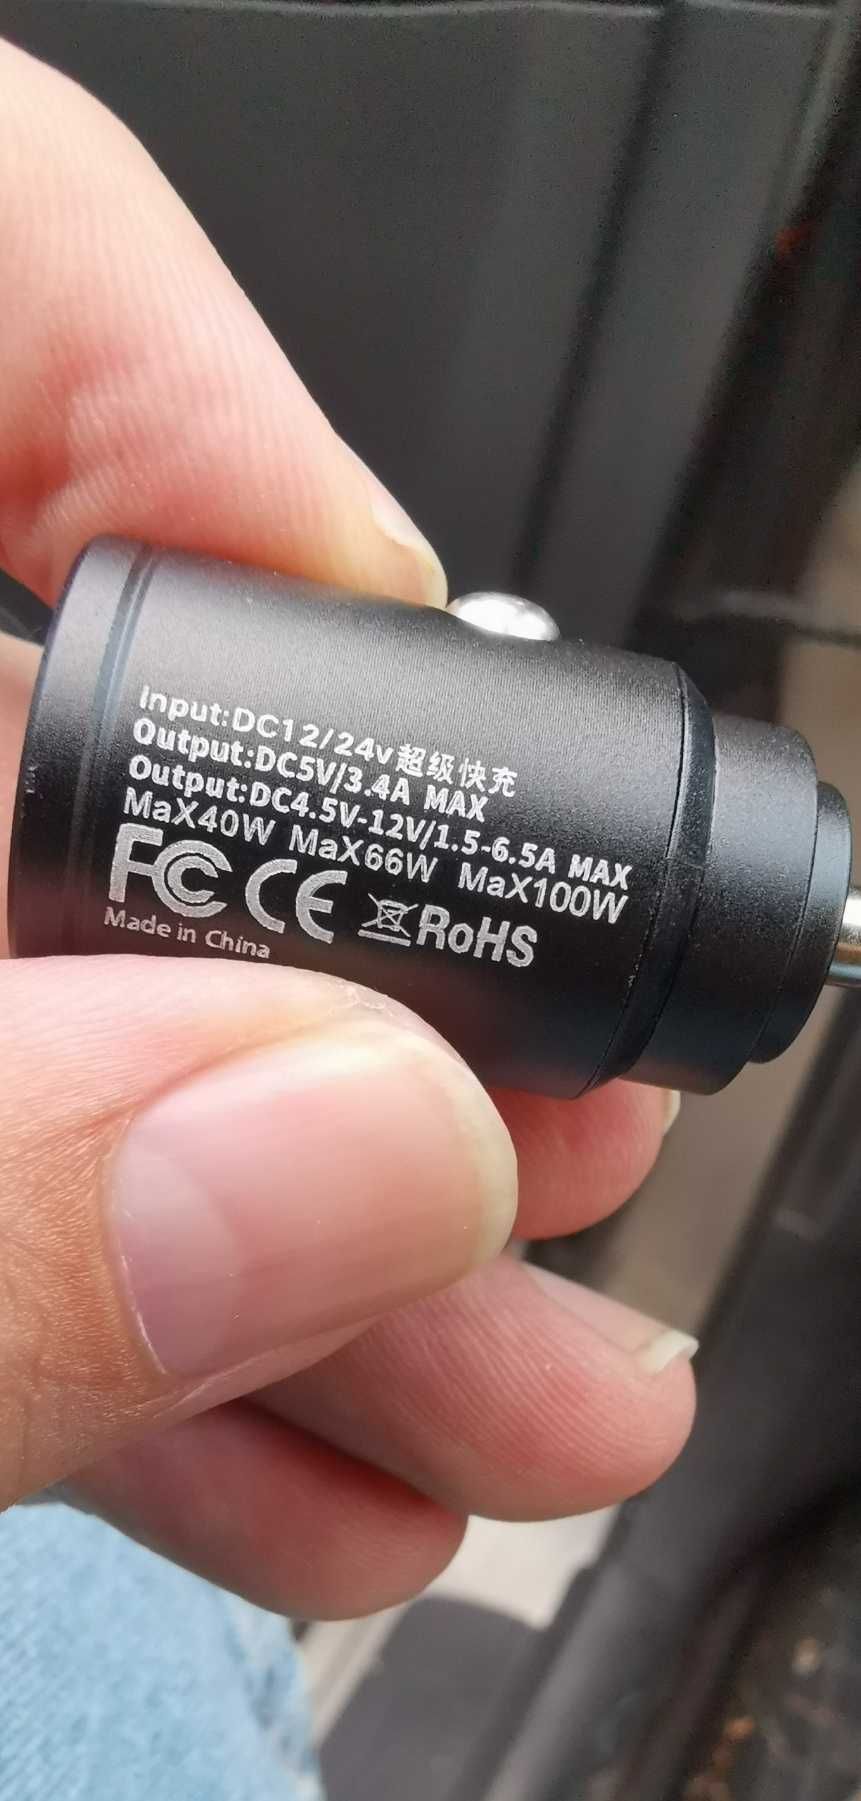 Input:DC12/24v超级快充
Output:DC5V/3.4A MAX
Output:DC4.5V-12V/1.5-6.5A MAX
MaX40W MaX66W MaX100W
FC CE RoHS
Made in China